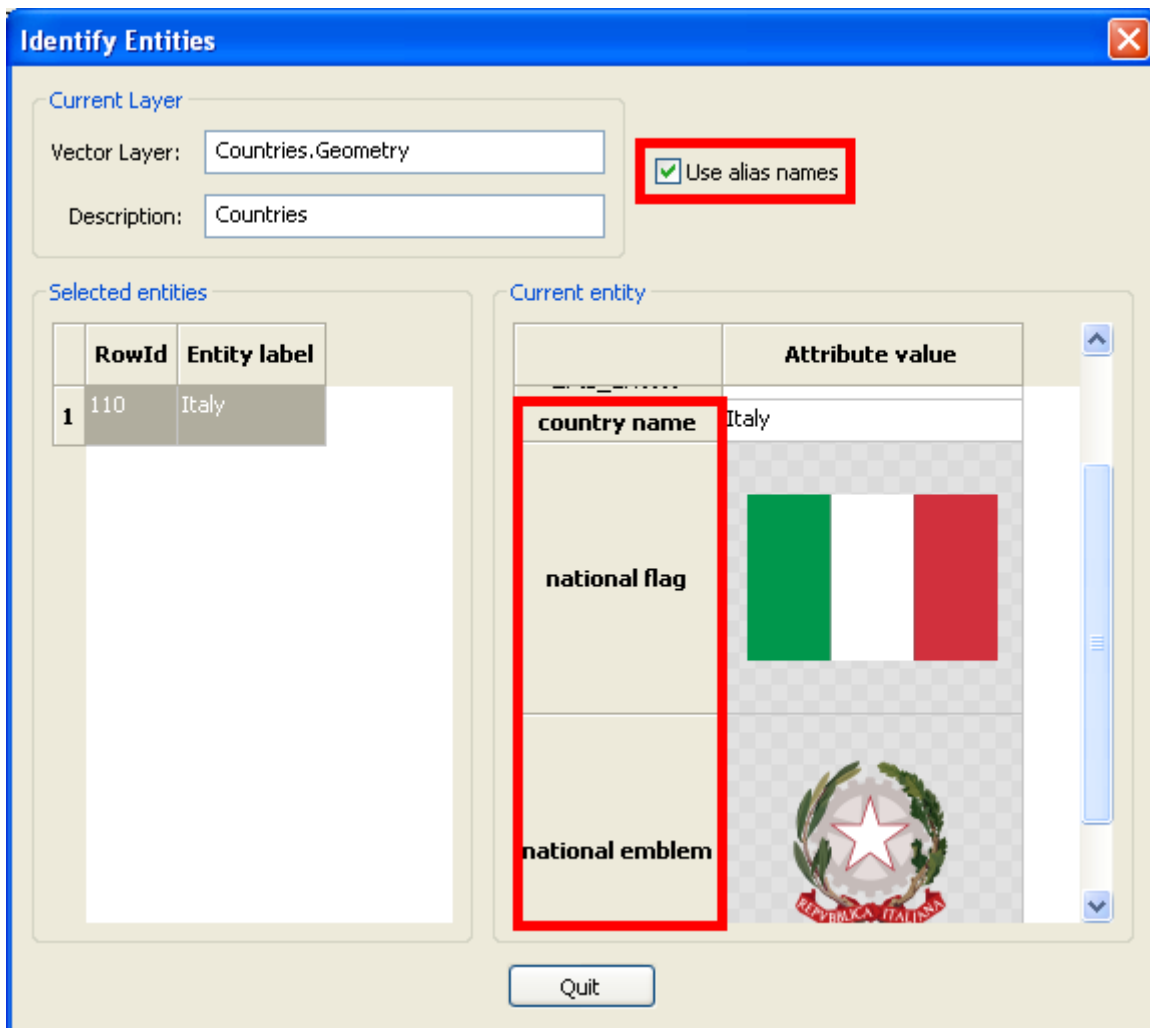 Identify Entities
Current Layer
Vector Layer: Countries.Geometry
Use alias names
Description: Countries
Selected entities
Current entity
RowId Entity label
Attribute value
1 110 Italy
country name Italy
national flag
national emblem
REPVBBLICA ITALIANA
Quit